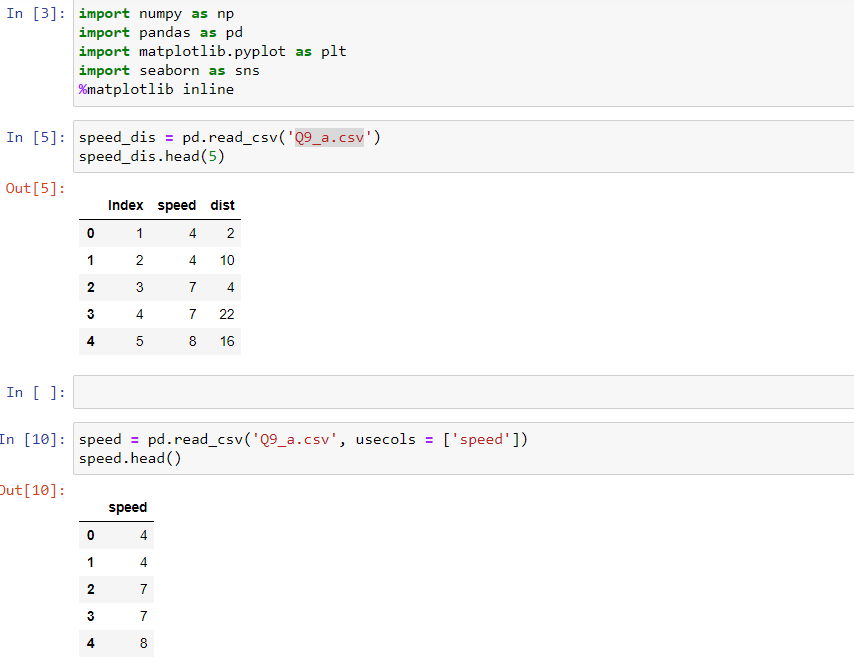 In [3]: import numpy as np
import pandas as pd
import matplotlib.pyplot as plt
import seaborn as sns
%matplotlib inline
In [5]: speed_dis = pd.read_csv('Q9_a.csv')
speed_dis.head(5)
Out[5]:
Index speed dist
0 1 4 2
1 2 4 10
2 3 7 4
3 4 7 22
4 5 8 16
In [ ]:
In [10]: speed = pd.read_csv('Q9_a.csv', usecols = ['speed'])
speed.head()
Out[10]:
speed
0 4
1 4
2 7
3 7
4 8